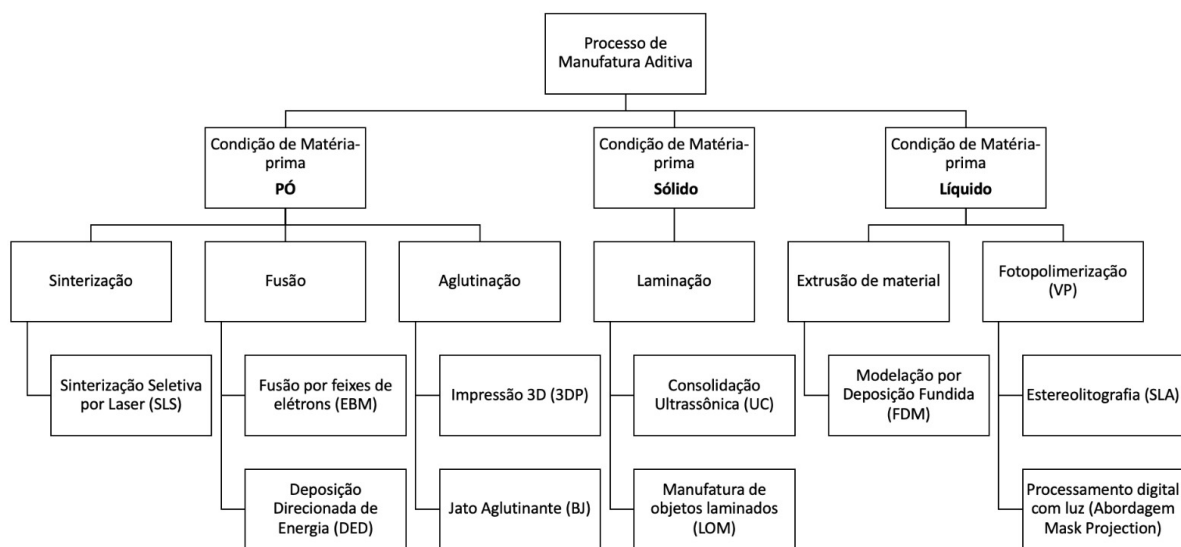 Processo de
Manufatura Aditiva
Condição de Matéria-
prima
PÓ
Condição de Matéria-
prima
Sólido
Condição de Matéria-
prima
Líquido
Sinterização
Fusão
Aglutinação
Laminação
Extrusão de material
Fotopolimerização
(VP)
Sinterização Seletiva
por Laser (SLS)
Fusão por feixes de
elétrons (EBM)
Impressão 3D (3DP)
Consolidação
Ultrassônica (UC)
Modelação por
Deposição Fundida
(FDM)
Estereolitografia (SLA)
Deposição
Direcionada de
Energia (DED)
Jato Aglutinante (BJ)
Manufatura de
objetos laminados
(LOM)
Processamento digital
com luz (Abordagem
Mask Projection)